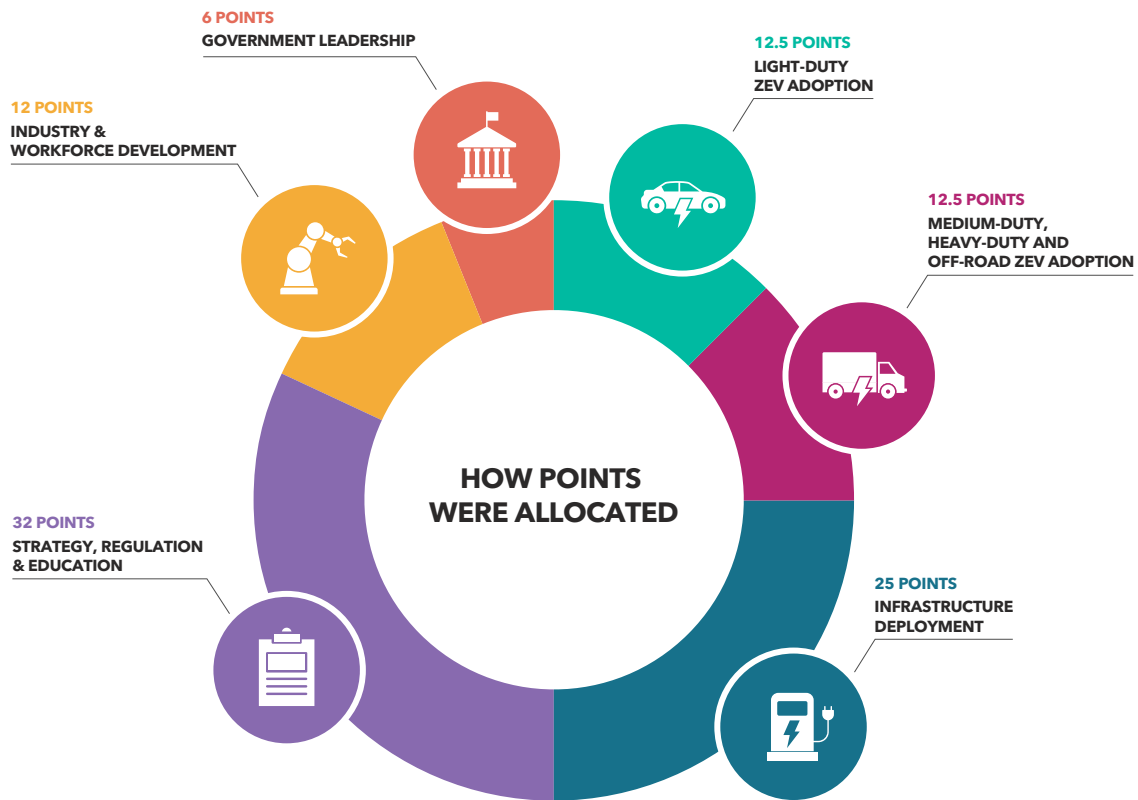 6 POINTS
GOVERNMENT LEADERSHIP
12.5 POINTS
LIGHT-DUTY
ZEV ADOPTION
12 POINTS
INDUSTRY &
WORKFORCE DEVELOPMENT
12.5 POINTS
MEDIUM-DUTY,
HEAVY-DUTY AND
OFF-ROAD ZEV ADOPTION
HOW POINTS
WERE ALLOCATED
32 POINTS
STRATEGY, REGULATION
& EDUCATION
25 POINTS
INFRASTRUCTURE
DEPLOYMENT